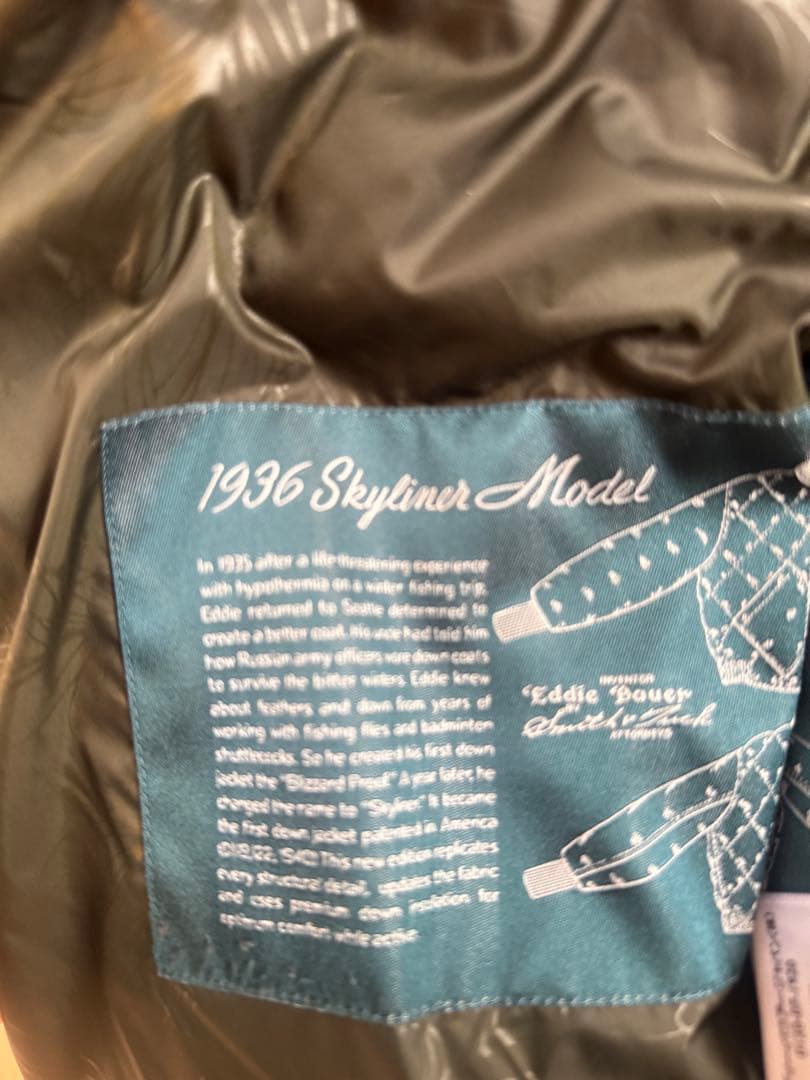 1936 Skyliner Model
In 1935 after a life-threatening experience
with hypothermia on a winter fishing trip,
Eddie returned to Seattle determined to
create a better coat. His uncle had told him
how Russian army officers wore down coats
to survive the bitter winters. Eddie knew
about feathers and down from years of
working with fishing flies and badminton
shuttlecocks. So he created his first down
jacket the "Blizzard Proof." A year later, he
changed the name to "Skyliner." It became
the first down jacket patented in America
This new edition replicates
every structural detail, updates the fabric
and uses premium down insulation for
optimum comfort while
INVENTOR
Eddie Bauer
BY
Smith & Tuck
ATTORNEYS